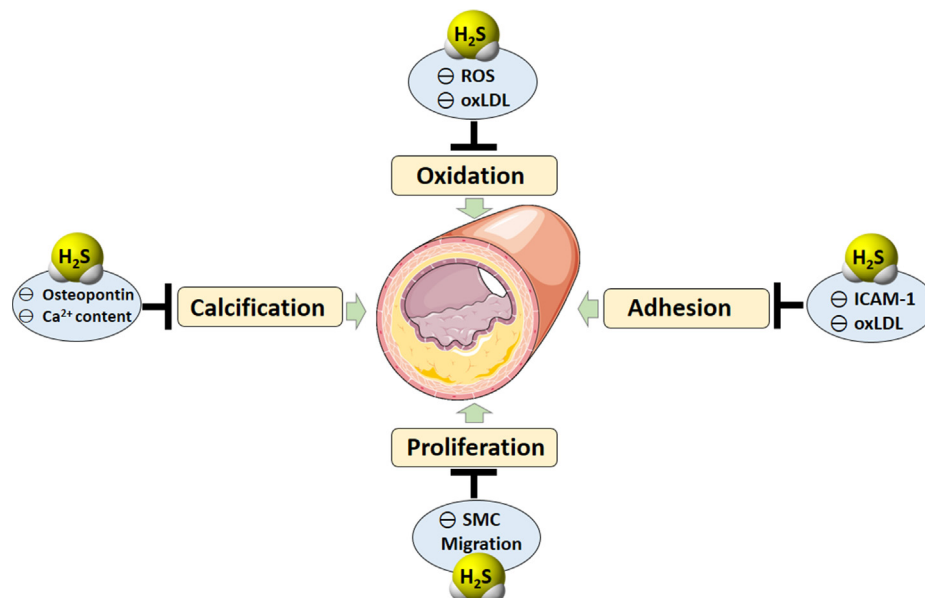 H₂S
⊖ ROS
⊖ oxLDL
Oxidation
H₂S
⊖ Osteopontin
⊖ Ca²⁺ content
Calcification
Adhesion
H₂S
⊖ ICAM-1
⊖ oxLDL
Proliferation
⊖ SMC
Migration
H₂S